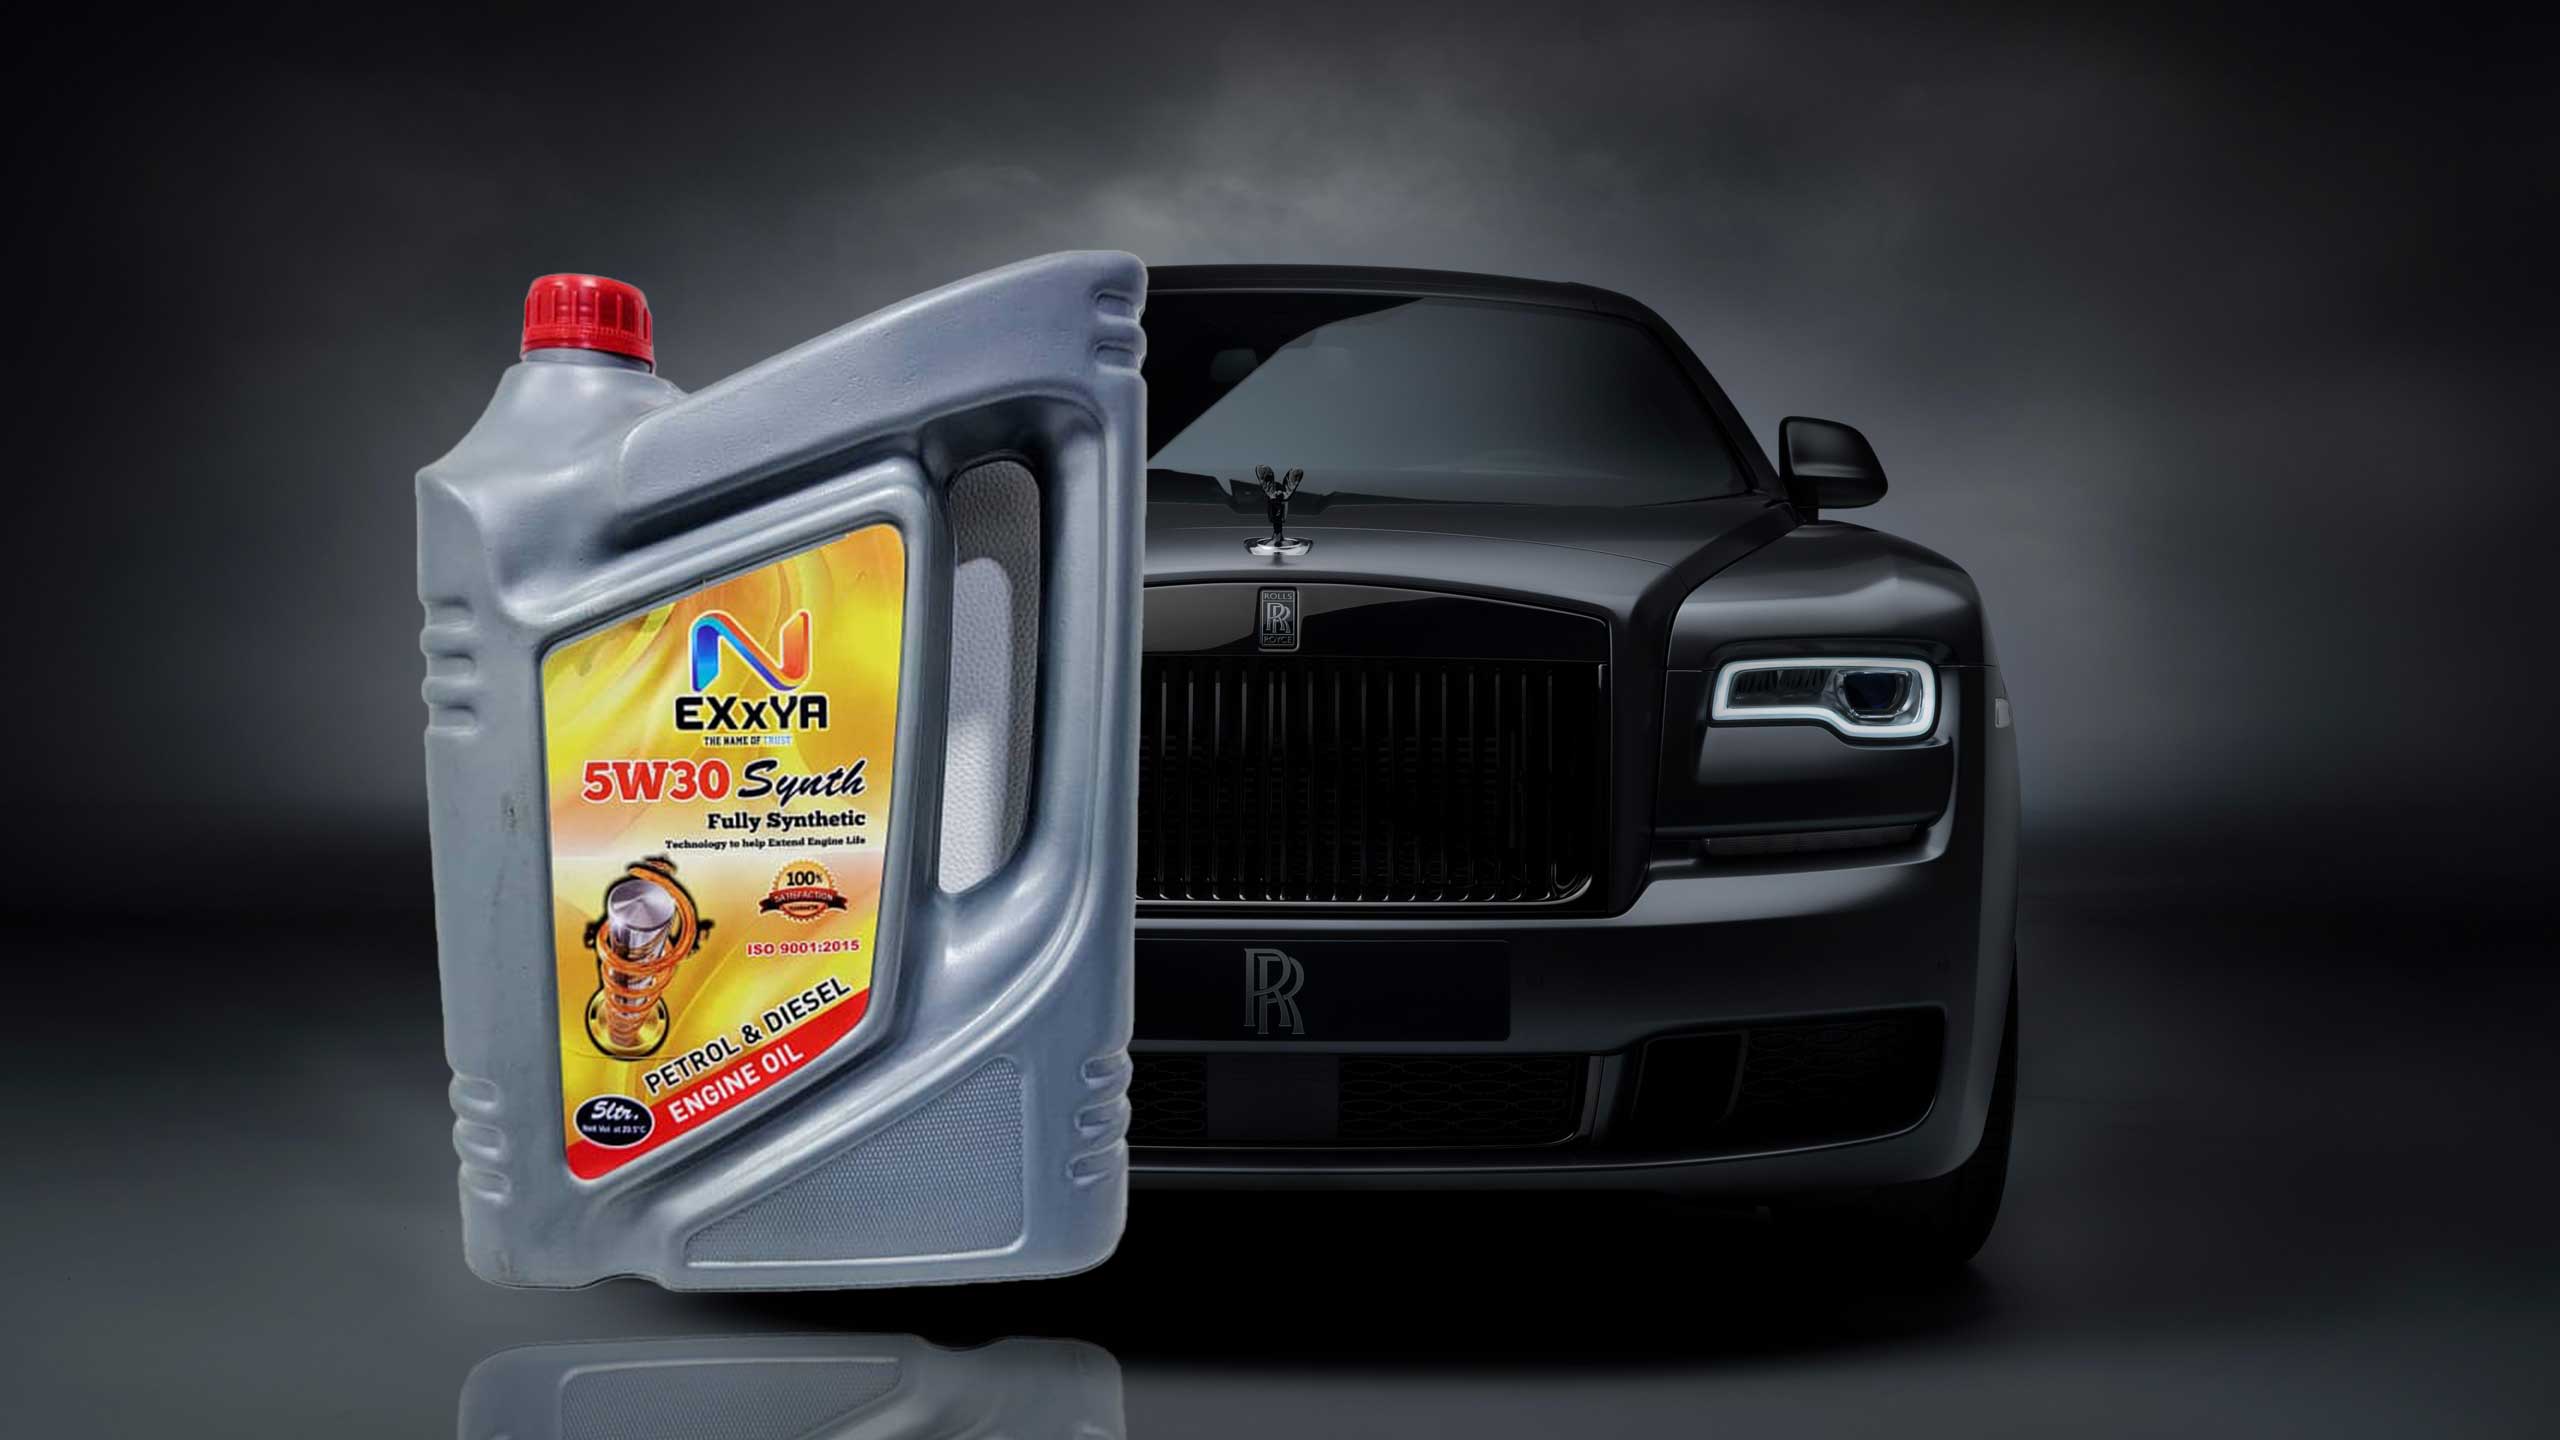 EXxYA
THE NAME OF TRUST
5W30 Synth
Fully Synthetic
Technology to help Extend Engine Life
100%
SATISFACTION
ISO 9001:2015
PETROL & DIESEL
ENGINE OIL
5ltr.
ROLLS
RR
ROYCE
RR